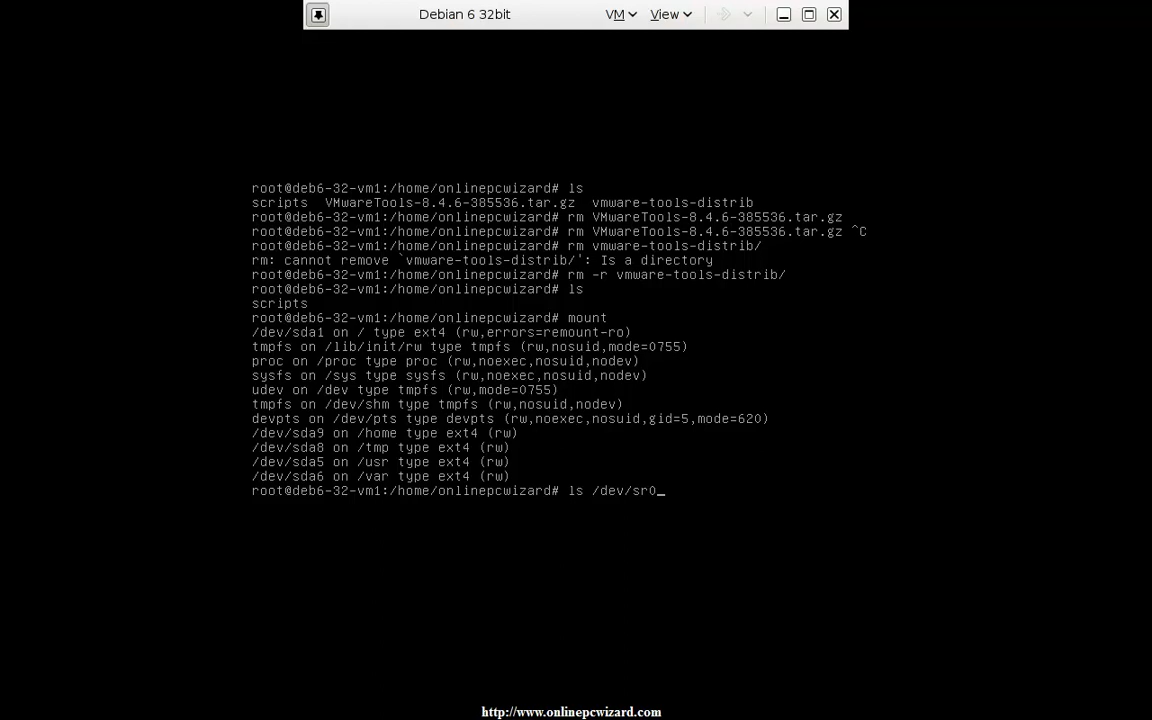 Debian 6 32bit
VM
View
root@deb6-32-vm1:/home/onlinepcwizard# ls
scripts  VMwareTools-8.4.6-385536.tar.gz  vmware-tools-distrib
root@deb6-32-vm1:/home/onlinepcwizard# rm VMwareTools-8.4.6-385536.tar.gz
root@deb6-32-vm1:/home/onlinepcwizard# rm VMwareTools-8.4.6-385536.tar.gz ^C
root@deb6-32-vm1:/home/onlinepcwizard# rm vmware-tools-distrib/
rm: cannot remove `vmware-tools-distrib/': Is a directory
root@deb6-32-vm1:/home/onlinepcwizard# rm -r vmware-tools-distrib/
root@deb6-32-vm1:/home/onlinepcwizard# ls
scripts
root@deb6-32-vm1:/home/onlinepcwizard# mount
/dev/sda1 on / type ext4 (rw,errors=remount-ro)
tmpfs on /lib/init/rw type tmpfs (rw,nosuid,mode=0755)
proc on /proc type proc (rw,noexec,nosuid,nodev)
sysfs on /sys type sysfs (rw,noexec,nosuid,nodev)
udev on /dev type tmpfs (rw,mode=0755)
tmpfs on /dev/shm type tmpfs (rw,nosuid,nodev)
devpts on /dev/pts type devpts (rw,noexec,nosuid,gid=5,mode=620)
/dev/sda9 on /home type ext4 (rw)
/dev/sda8 on /tmp type ext4 (rw)
/dev/sda5 on /usr type ext4 (rw)
/dev/sda6 on /var type ext4 (rw)
root@deb6-32-vm1:/home/onlinepcwizard# ls /dev/sr0_
http://www.onlinepcwizard.com